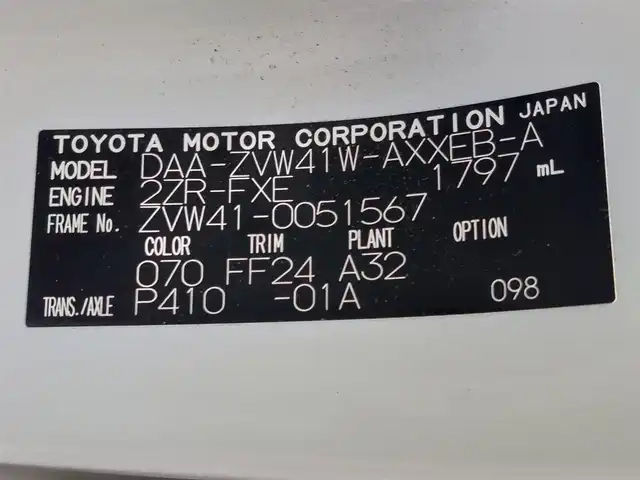 TOYOTA MOTOR CORPORATION JAPAN
MODEL DAA-ZVW41W-AXXEB-A
ENGINE 2ZR-FXE 1797 mL
FRAME No. ZVW41-0051567
COLOR TRIM PLANT OPTION
070 FF24 A32
TRANS./AXLE P410 -01A 098